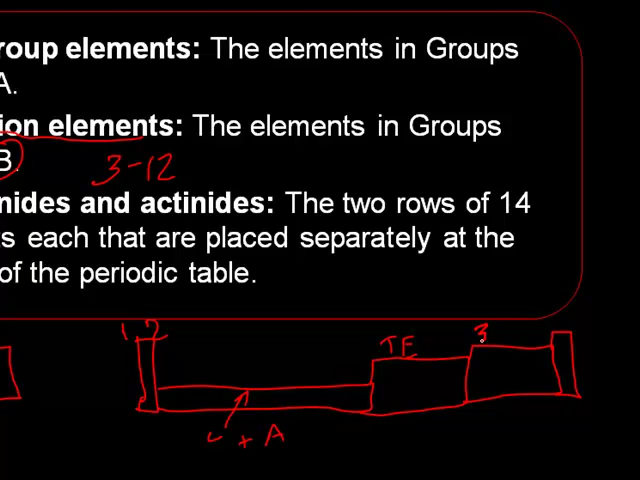 roup elements: The elements in Groups
A.
ion elements: The elements in Groups
B. 3-12
nides and actinides: The two rows of 14
ts each that are placed separately at the
of the periodic table.
1 2 TE 3
L + A